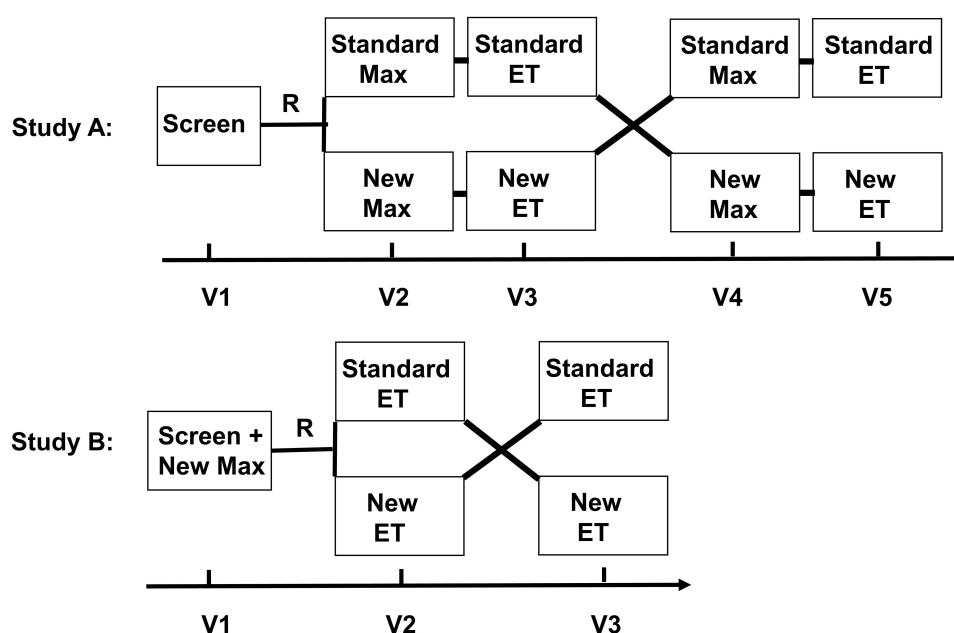 Study A:
Screen
R
Standard
Max
Standard
ET
Standard
Max
Standard
ET
New
Max
New
ET
New
Max
New
ET
V1
V2
V3
V4
V5
Study B:
Screen +
New Max
R
Standard
ET
Standard
ET
New
ET
New
ET
V1
V2
V3